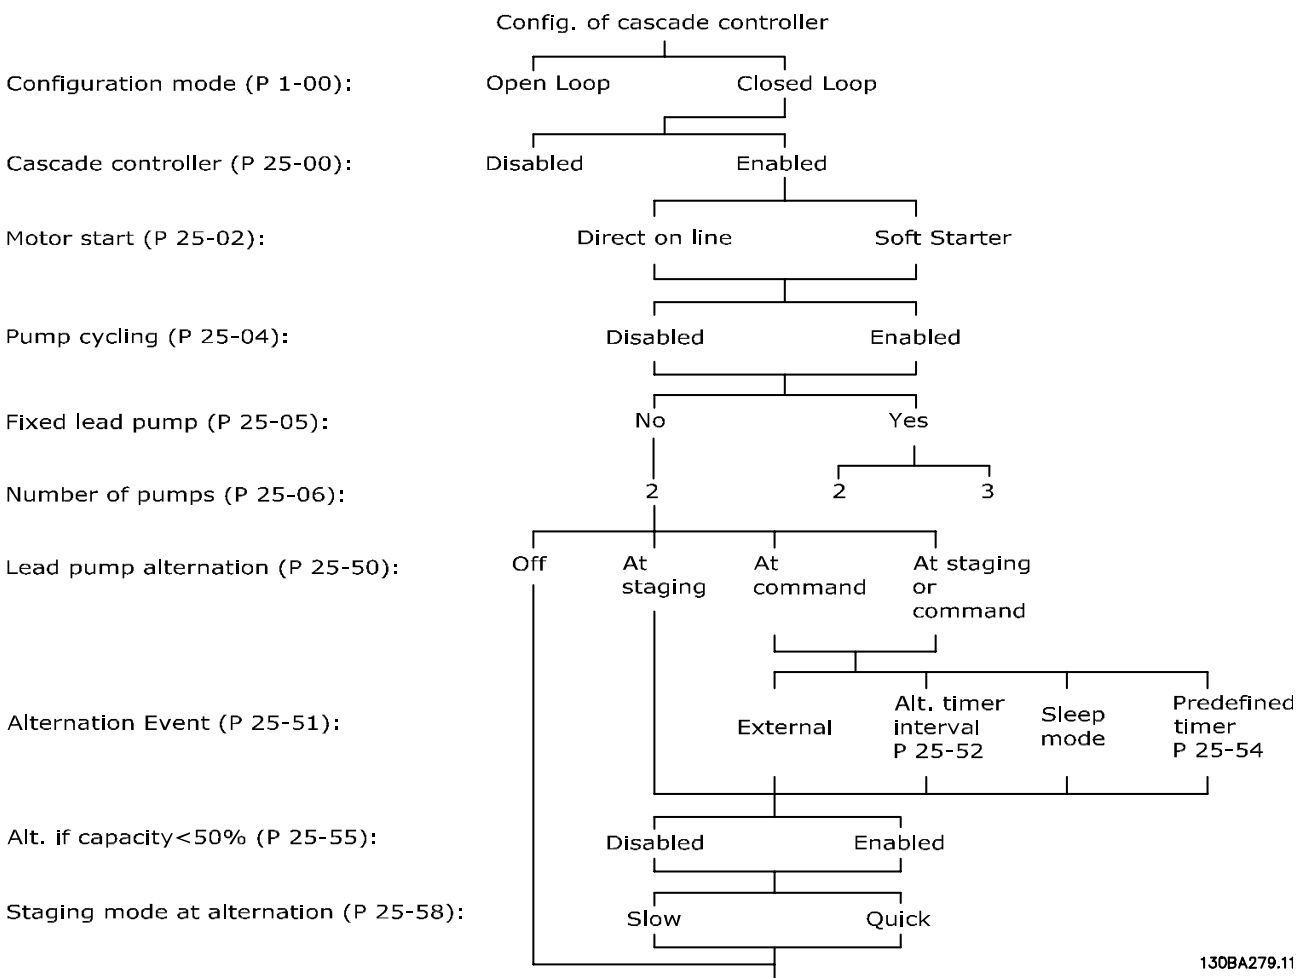 Config. of cascade controller
Configuration mode (P 1-00):
Open Loop
Closed Loop
Cascade controller (P 25-00):
Disabled
Enabled
Motor start (P 25-02):
Direct on line
Soft Starter
Pump cycling (P 25-04):
Disabled
Enabled
Fixed lead pump (P 25-05):
No
Yes
Number of pumps (P 25-06):
2
2
3
Lead pump alternation (P 25-50):
Off
At
staging
At
command
At staging
or
command
Alternation Event (P 25-51):
External
Alt. timer
interval
P 25-52
Sleep
mode
Predefined
timer
P 25-54
Alt. if capacity<50% (P 25-55):
Disabled
Enabled
Staging mode at alternation (P 25-58):
Slow
Quick
130BA279.11